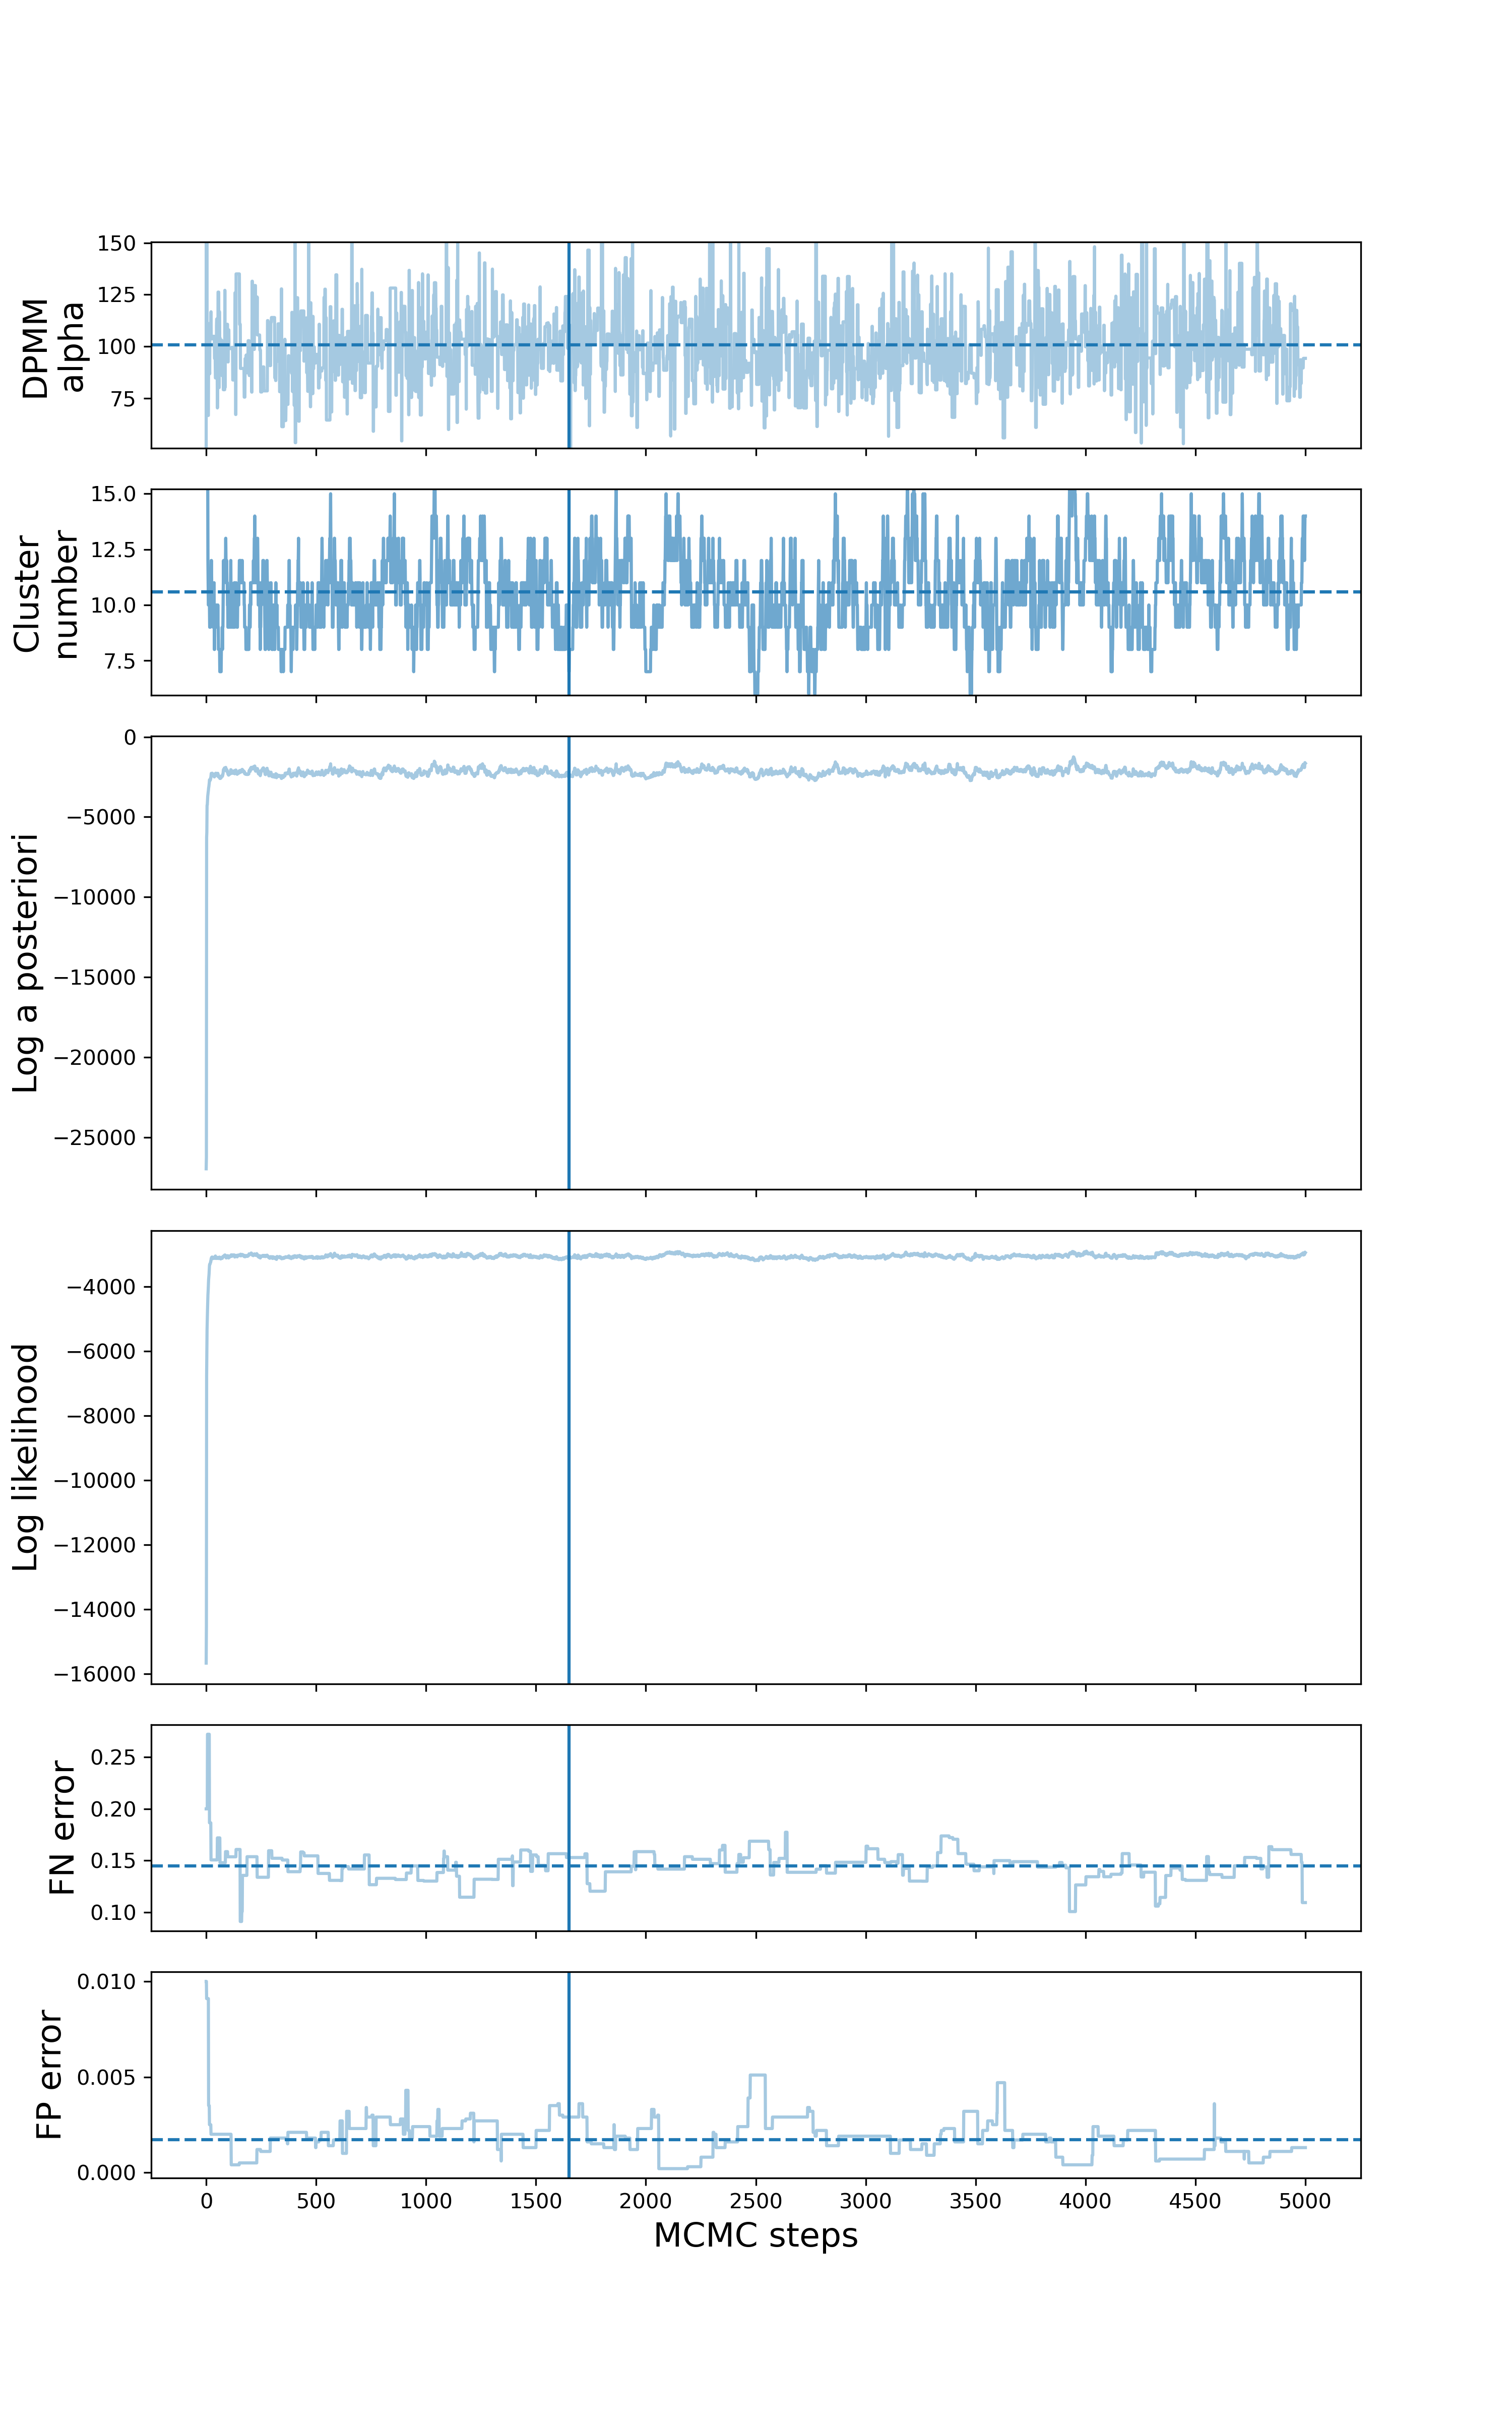 DPMM
alpha
150
125
100
75
Cluster
number
15.0
12.5
10.0
7.5
Log a posteriori
0
−5000
−10000
−15000
−20000
−25000
Log likelihood
−4000
−6000
−8000
−10000
−12000
−14000
−16000
FN error
0.25
0.20
0.15
0.10
FP error
0.010
0.005
0.000
0 500 1000 1500 2000 2500 3000 3500 4000 4500 5000
MCMC steps